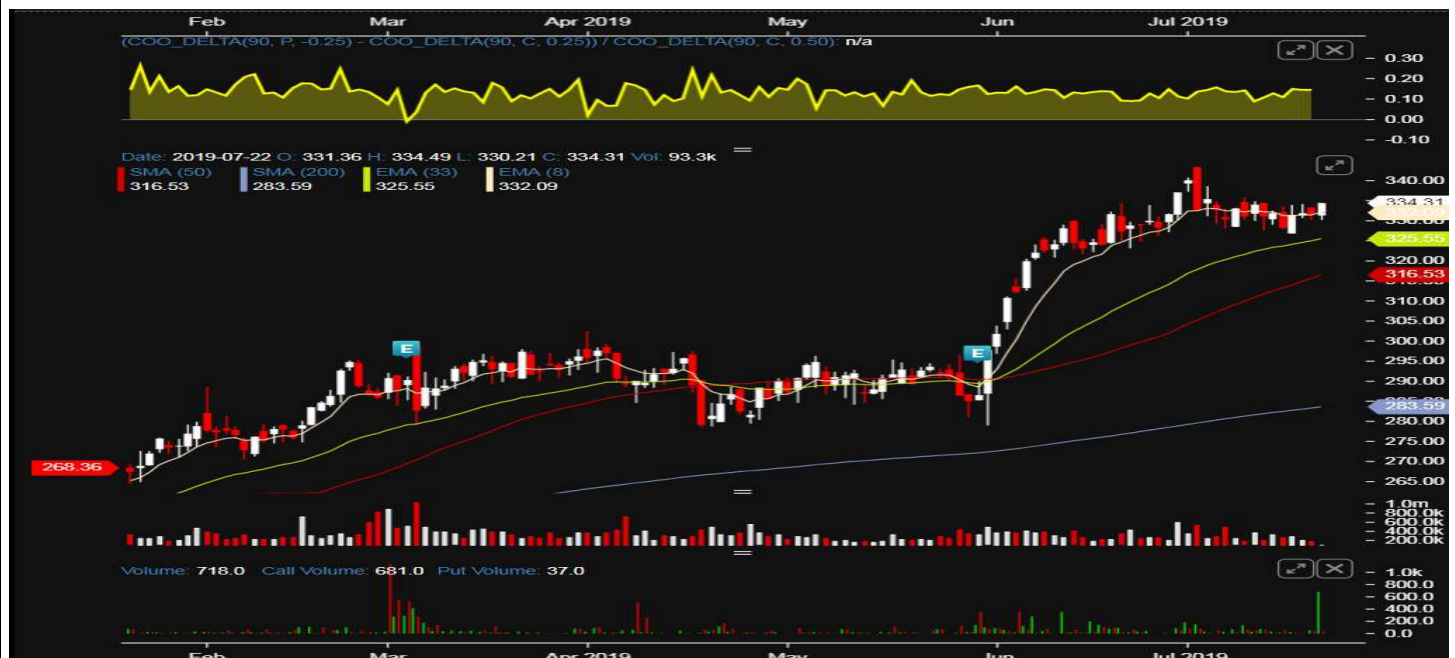 Feb Mar Apr 2019 May Jun Jul 2019
(COO_DELTA(90, P, -0.25) - COO_DELTA(90, C, 0.25)) / COO_DELTA(90, C, 0.50): n/a
0.30
0.20
0.10
0.00
-0.10
Date: 2019-07-22 O: 331.36 H: 334.49 L: 330.21 C: 334.31 Vol: 93.3k
SMA (50) SMA (200) EMA (33) EMA (8)
316.53 283.59 325.55 332.09
340.00
334.31
332.09
330.00
325.55
320.00
316.53
310.00
305.00
E
300.00
E
295.00
290.00
285.00
283.59
280.00
275.00
270.00
268.36
265.00
1.0m
800.0k
600.0k
400.0k
200.0k
Volume: 718.0 Call Volume: 681.0 Put Volume: 37.0
1.0k
800.0
600.0
400.0
200.0
0.0
Feb Mar Apr 2019 May Jun Jul 2019